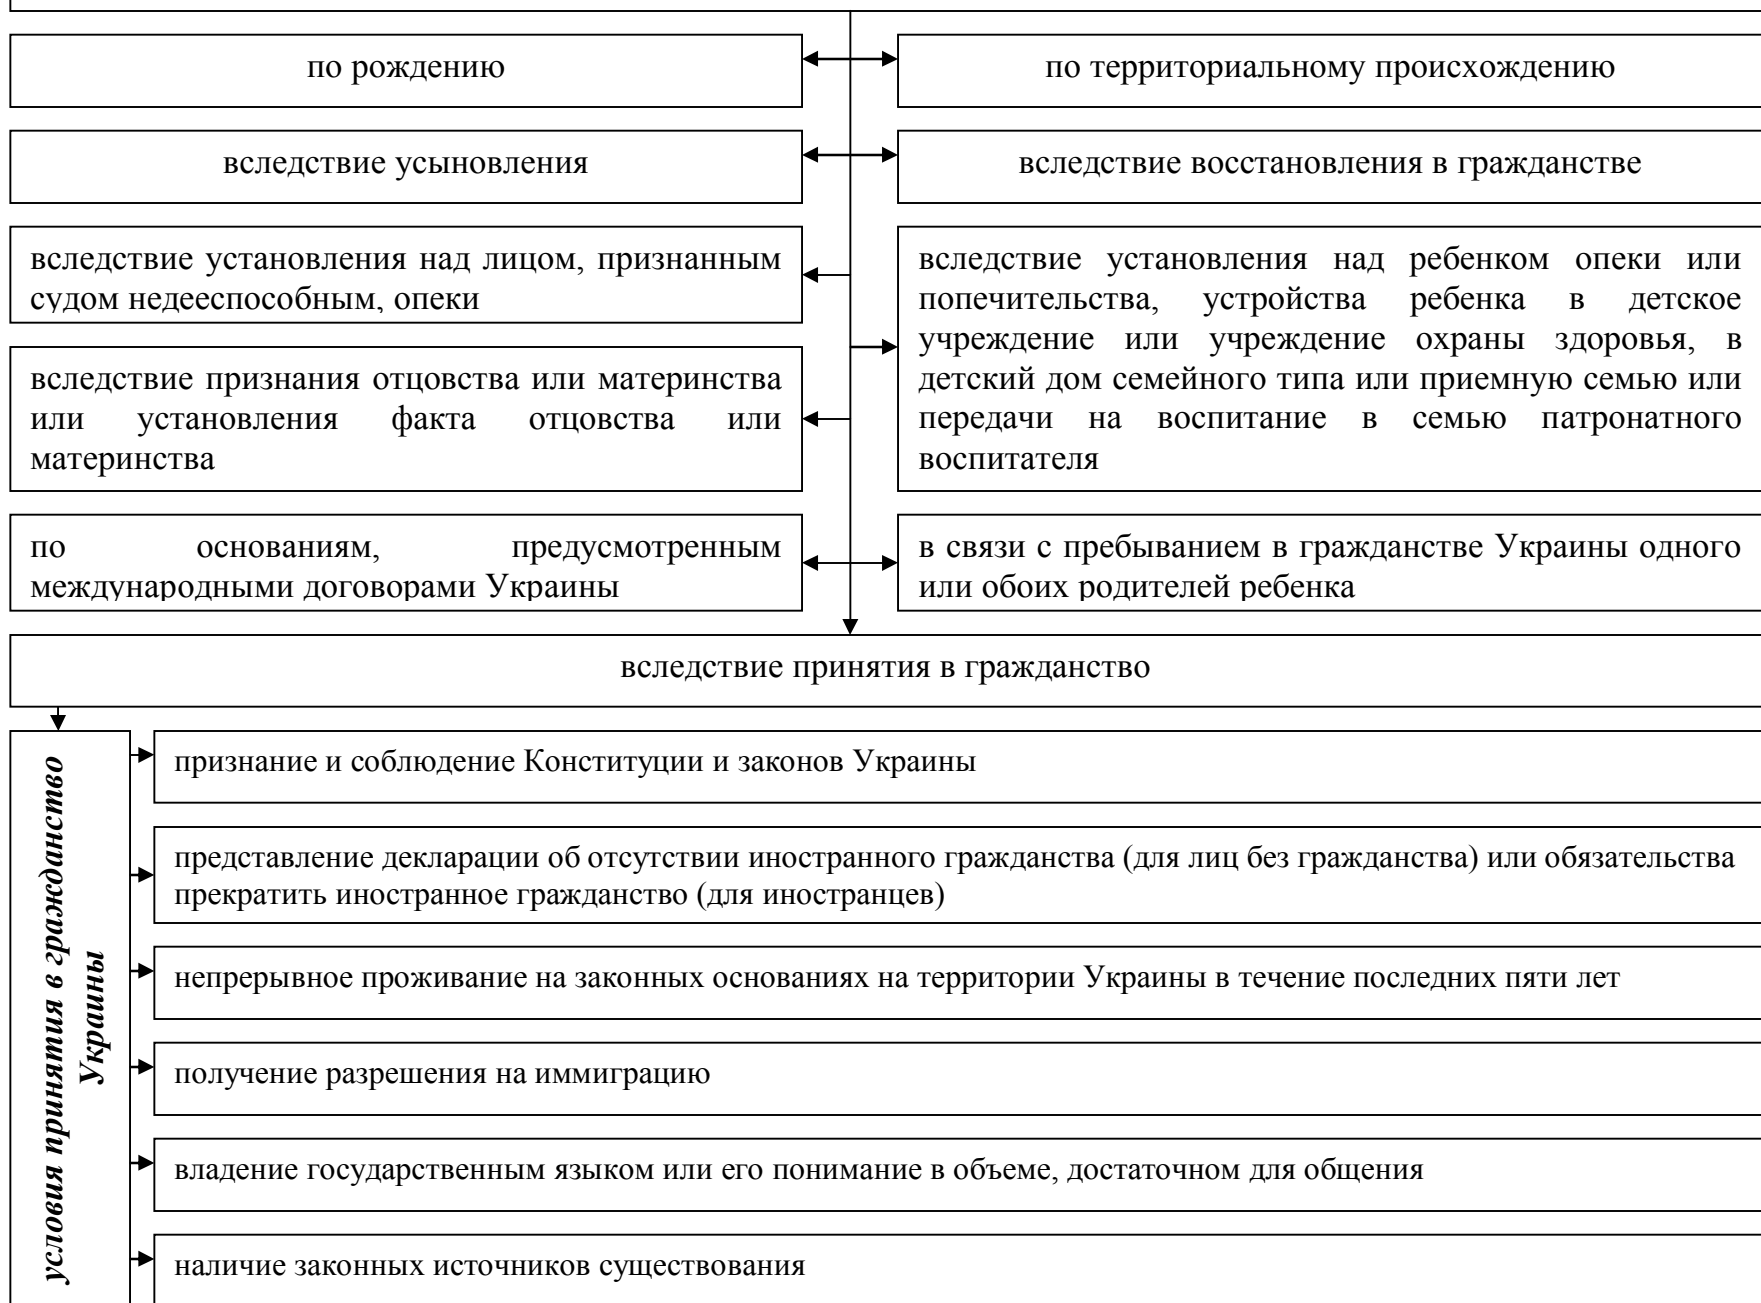 по рождению
по территориальному происхождению
вследствие усыновления
вследствие восстановления в гражданстве
вследствие установления над лицом, признанным
судом недееспособным, опеки
вследствие установления над ребенком опеки или
попечительства, устройства ребенка в детское
учреждение или учреждение охраны здоровья, в
детский дом семейного типа или приемную семью или
передачи на воспитание в семью патронатного
воспитателя
вследствие признания отцовства или материнства
или установления факта отцовства или
материнства
по основаниям, предусмотренным
международными договорами Украины
в связи с пребыванием в гражданстве Украины одного
или обоих родителей ребенка
вследствие принятия в гражданство
условия принятия в гражданство
Украины
признание и соблюдение Конституции и законов Украины
представление декларации об отсутствии иностранного гражданства (для лиц без гражданства) или обязательства
прекратить иностранное гражданство (для иностранцев)
непрерывное проживание на законных основаниях на территории Украины в течение последних пяти лет
получение разрешения на иммиграцию
владение государственным языком или его понимание в объеме, достаточном для общения
наличие законных источников существования